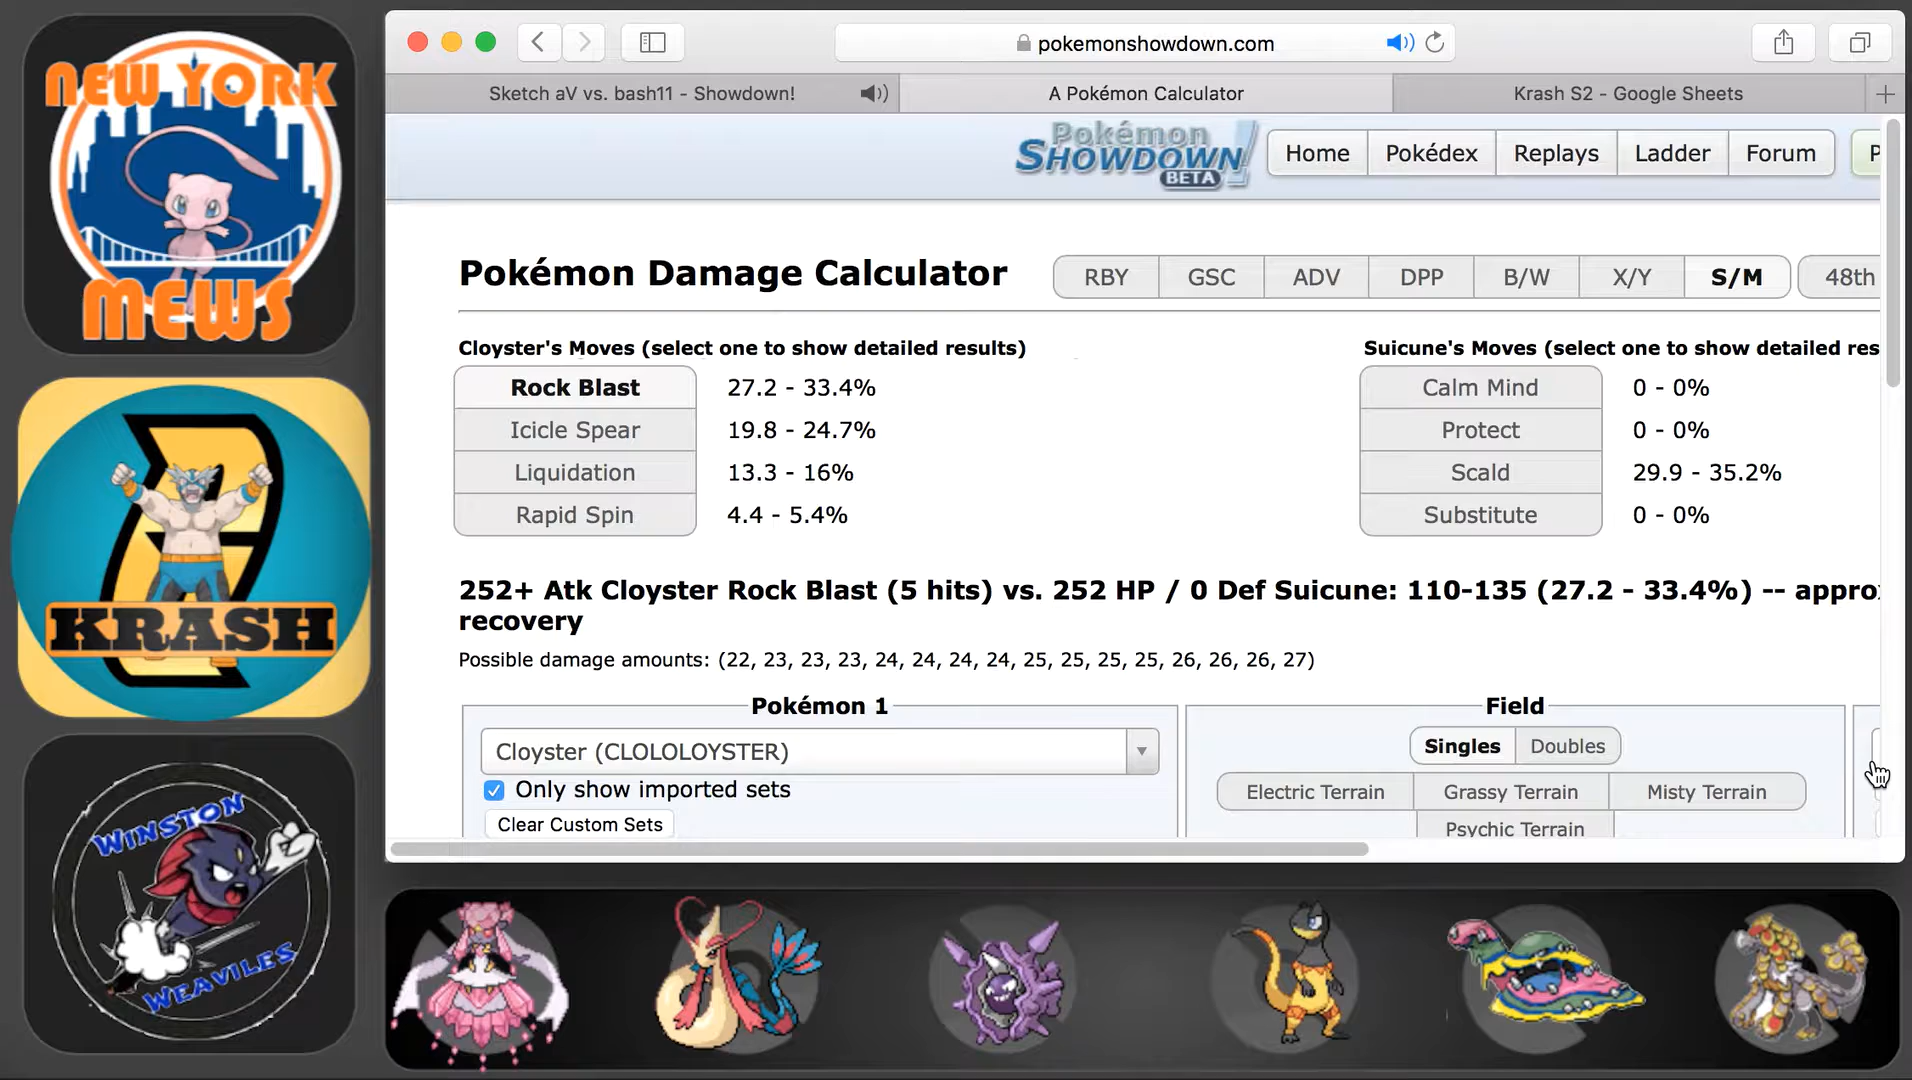 NEW YORK
MEWS
KRASH
WINSTON
WEAVILES
pokemonshowdown.com
Sketch aV vs. bash11 - Showdown!
A Pokémon Calculator
Krash S2 - Google Sheets
Pokémon
SHOWDOWN!
BETA
Home
Pokédex
Replays
Ladder
Forum
P
Pokémon Damage Calculator
RBY
GSC
ADV
DPP
B/W
X/Y
S/M
48th
Cloyster's Moves (select one to show detailed results)
Rock Blast 27.2 - 33.4%
Icicle Spear 19.8 - 24.7%
Liquidation 13.3 - 16%
Rapid Spin 4.4 - 5.4%
Suicune's Moves (select one to show detailed res
Calm Mind 0 - 0%
Protect 0 - 0%
Scald 29.9 - 35.2%
Substitute 0 - 0%
252+ Atk Cloyster Rock Blast (5 hits) vs. 252 HP / 0 Def Suicune: 110-135 (27.2 - 33.4%) -- appro
recovery
Possible damage amounts: (22, 23, 23, 23, 24, 24, 24, 24, 25, 25, 25, 25, 26, 26, 26, 27)
Pokémon 1
Cloyster (CLOLOLOYSTER)
Only show imported sets
Clear Custom Sets
Field
Singles
Doubles
Electric Terrain
Grassy Terrain
Misty Terrain
Psychic Terrain